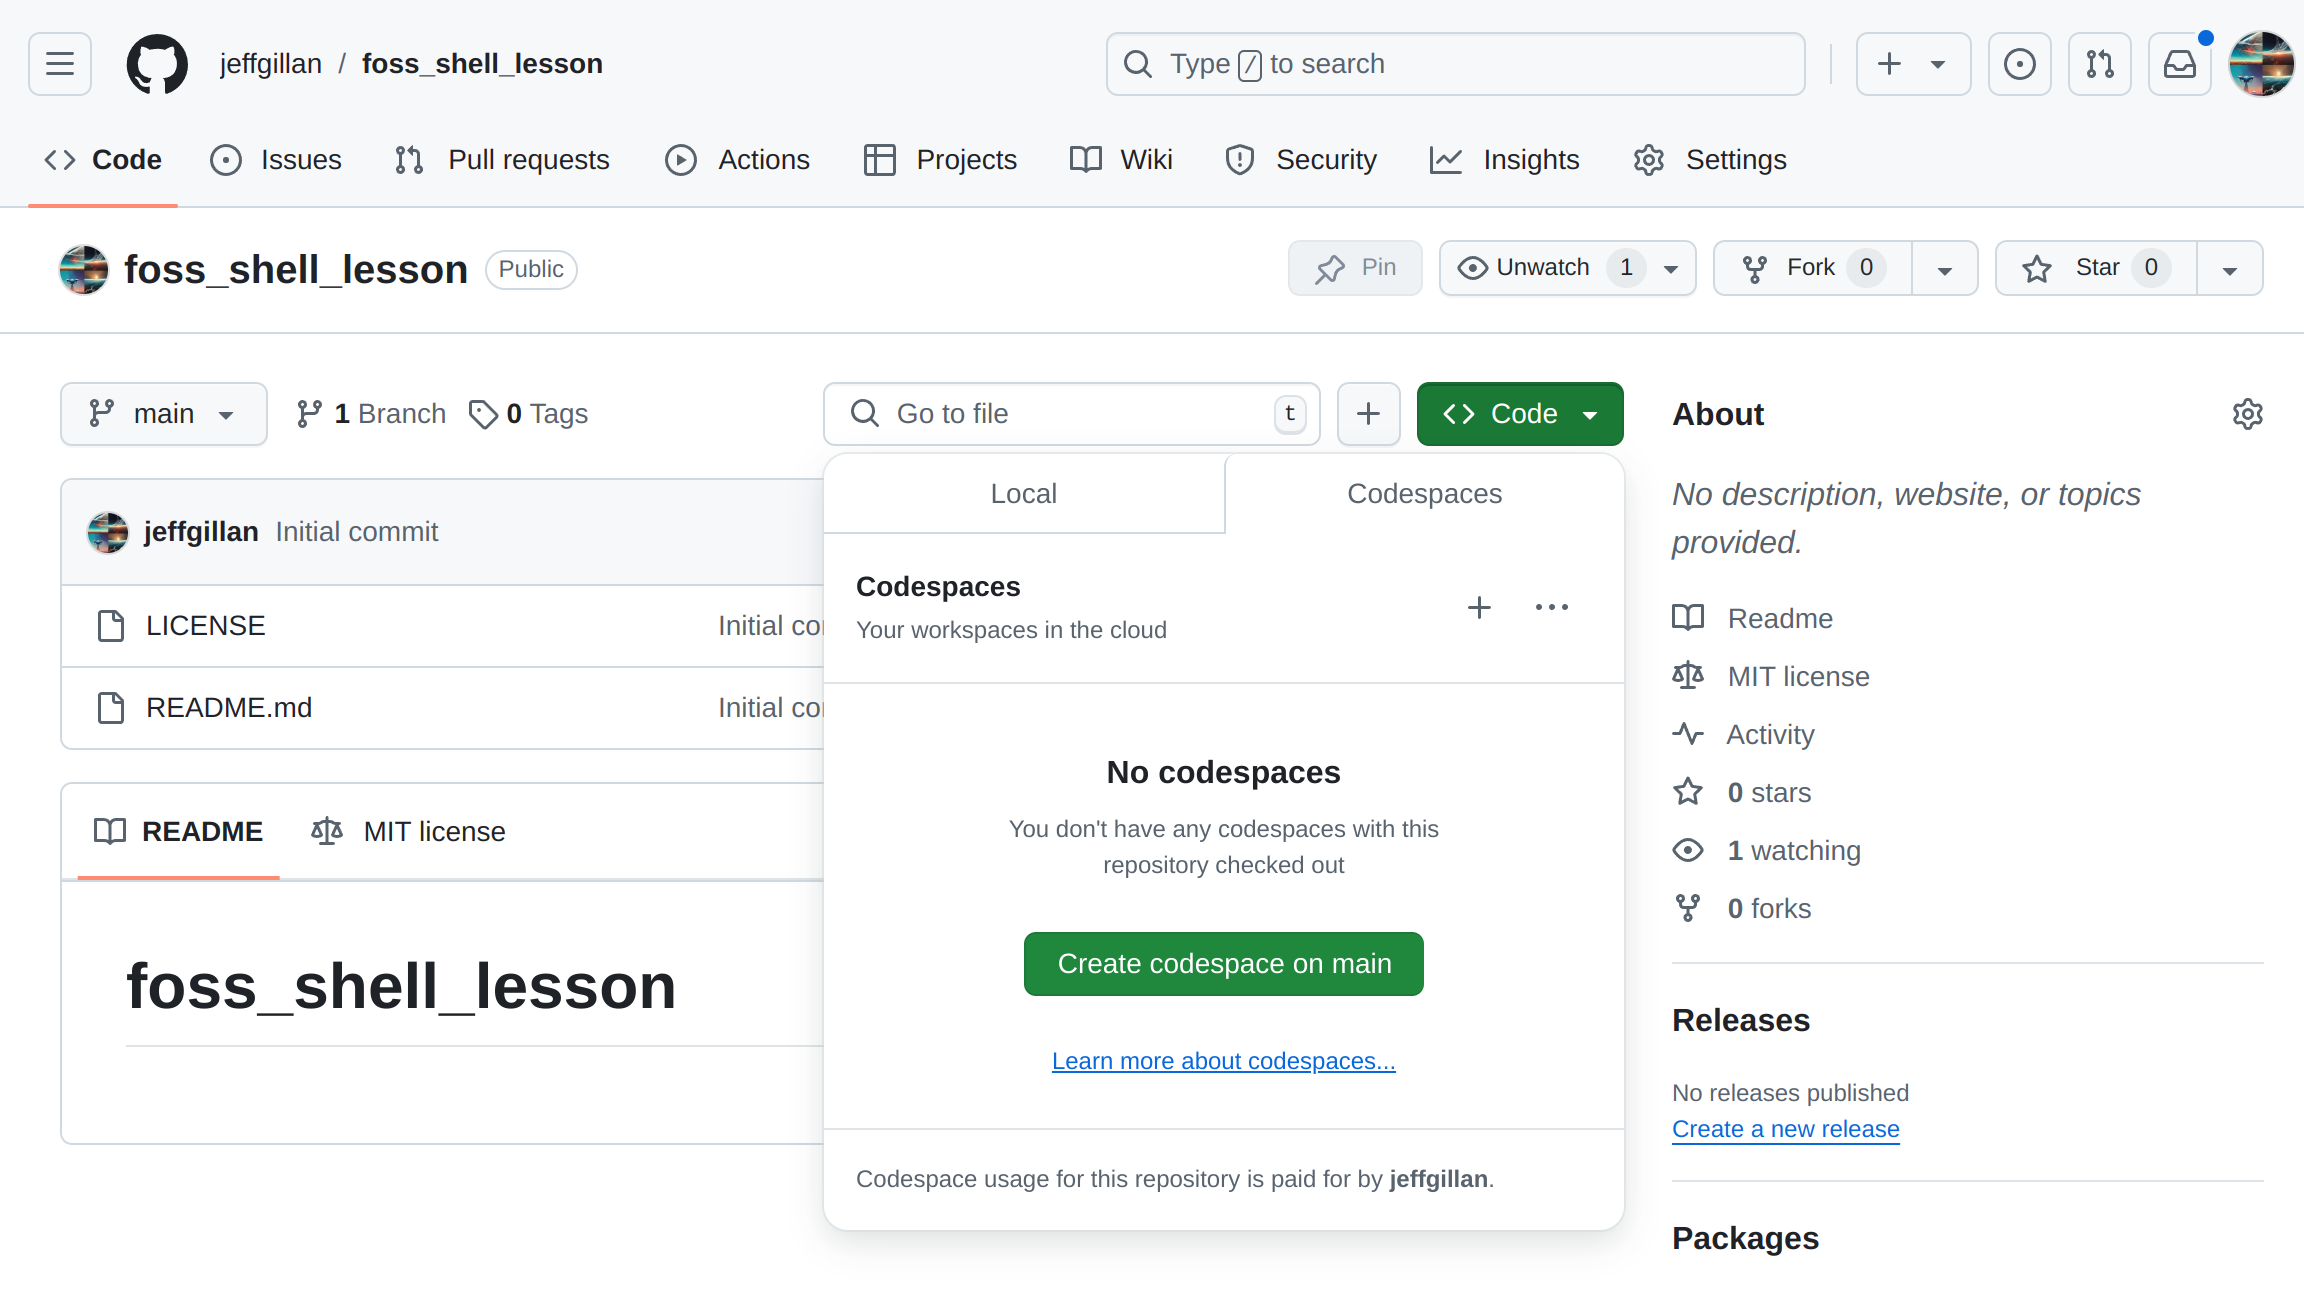 jeffgillan / foss_shell_lesson
Type / to search
Code Issues Pull requests Actions Projects Wiki Security Insights Settings
foss_shell_lesson Public
Pin Unwatch 1 Fork 0 Star 0
main 1 Branch 0 Tags
Go to file t
Code
Local Codespaces
Codespaces
Your workspaces in the cloud
No codespaces
You don't have any codespaces with this
repository checked out
Create codespace on main
Learn more about codespaces...
Codespace usage for this repository is paid for by jeffgillan.
jeffgillan Initial commit
LICENSE Initial
README.md Initial
README MIT license
foss_shell_lesson
About
No description, website, or topics
provided.
Readme
MIT license
Activity
0 stars
1 watching
0 forks
Releases
No releases published
Create a new release
Packages